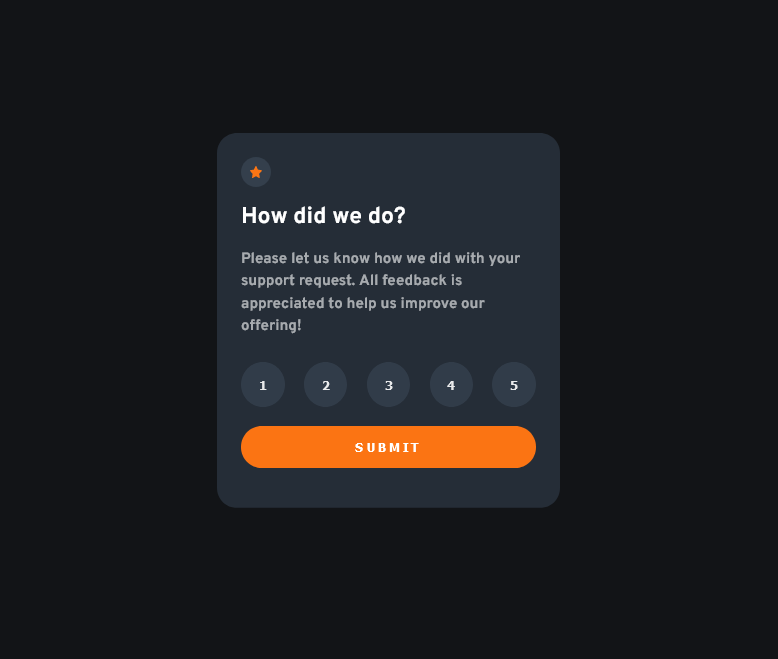 How did we do?
Please let us know how we did with your
support request. All feedback is
appreciated to help us improve our
offering!
1 2 3 4 5
SUBMIT